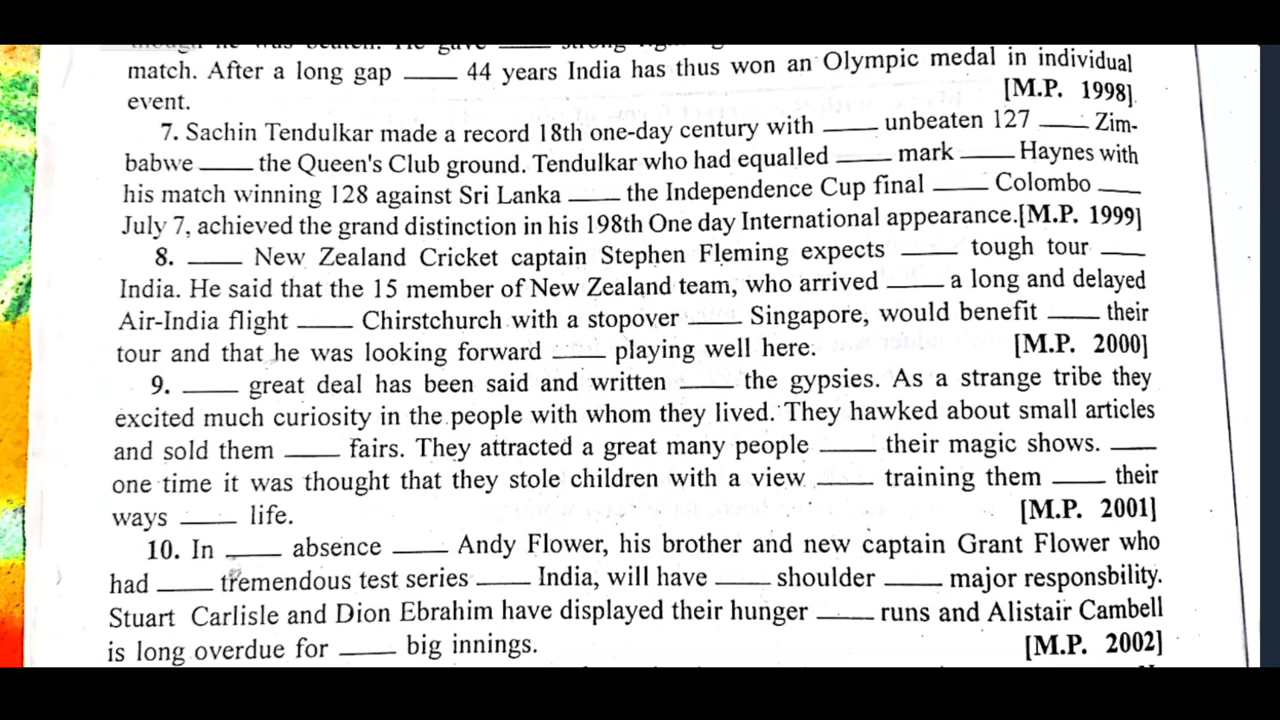 match. After a long gap ____ 44 years India has thus won an Olympic medal in individual
event. [M.P. 1998].
7. Sachin Tendulkar made a record 18th one-day century with ____ unbeaten 127 ____ Zim-
babwe ____ the Queen's Club ground. Tendulkar who had equalled ____ mark ____ Haynes with
his match winning 128 against Sri Lanka ____ the Independence Cup final ____ Colombo ____
July 7, achieved the grand distinction in his 198th One day International appearance.[M.P. 1999]
8. ____ New Zealand Cricket captain Stephen Fleming expects ____ tough tour ____
India. He said that the 15 member of New Zealand team, who arrived ____ a long and delayed
Air-India flight ____ Chirstchurch with a stopover ____ Singapore, would benefit ____ their
tour and that he was looking forward ____ playing well here. [M.P. 2000]
9. ____ great deal has been said and written ____ the gypsies. As a strange tribe they
excited much curiosity in the people with whom they lived. They hawked about small articles
and sold them ____ fairs. They attracted a great many people ____ their magic shows. ____
one time it was thought that they stole children with a view ____ training them ____ their
ways ____ life. [M.P. 2001]
10. In ____ absence ____ Andy Flower, his brother and new captain Grant Flower who
had ____ tremendous test series ____ India, will have ____ shoulder ____ major responsbility.
Stuart Carlisle and Dion Ebrahim have displayed their hunger ____ runs and Alistair Cambell
is long overdue for ____ big innings. [M.P. 2002]